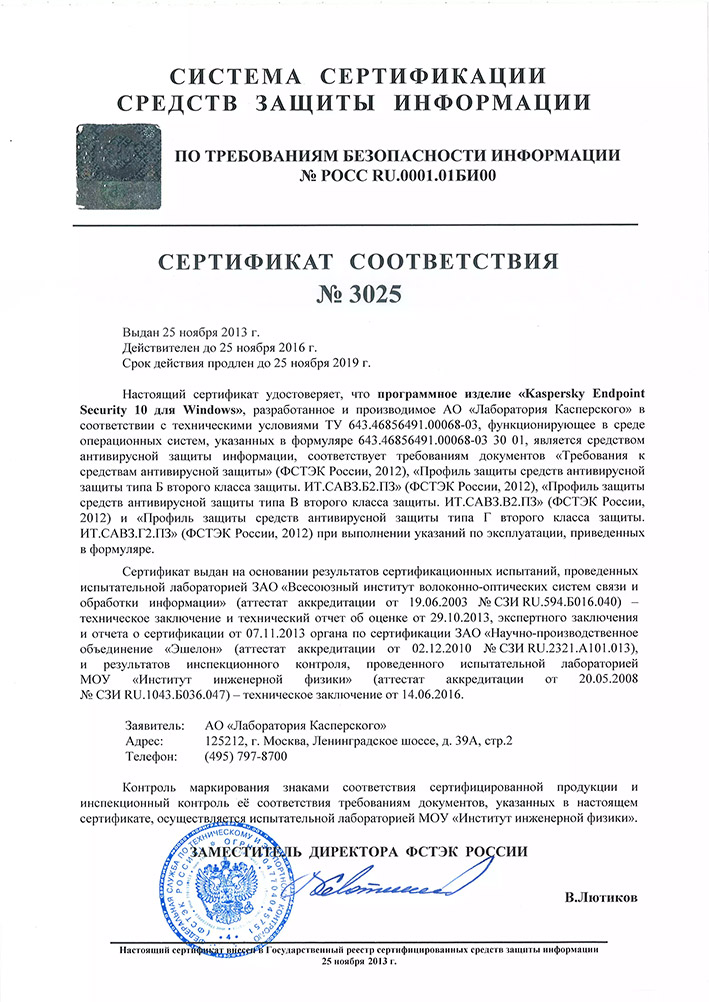 СИСТЕМА СЕРТИФИКАЦИИ
СРЕДСТВ ЗАЩИТЫ ИНФОРМАЦИИ
ПО ТРЕБОВАНИЯМ БЕЗОПАСНОСТИ ИНФОРМАЦИИ
№ РОСС RU.0001.01БИ00
СЕРТИФИКАТ СООТВЕТСТВИЯ
№ 3025
Выдан 25 ноября 2013 г.
Действителен до 25 ноября 2016 г.
Срок действия продлен до 25 ноября 2019 г.
Настоящий сертификат удостоверяет, что программное изделие «Kaspersky Endpoint
Security 10 для Windows», разработанное и производимое АО «Лаборатория Касперского» в
соответствии с техническими условиями ТУ 643.46856491.00068-03, функционирующее в среде
операционных систем, указанных в формуляре 643.46856491.00068-03 30 01, является средством
антивирусной защиты информации, соответствует требованиям документов «Требования к
средствам антивирусной защиты» (ФСТЭК России, 2012), «Профиль защиты средств антивирусной
защиты типа Б второго класса защиты. ИТ.САВЗ.Б2.ПЗ» (ФСТЭК России, 2012), «Профиль защиты
средств антивирусной защиты типа В второго класса защиты. ИТ.САВЗ.В2.ПЗ» (ФСТЭК России,
2012) и «Профиль защиты средств антивирусной защиты типа Г второго класса защиты.
ИТ.САВЗ.Г2.ПЗ» (ФСТЭК России, 2012) при выполнении указаний по эксплуатации, приведенных
в формуляре.
Сертификат выдан на основании результатов сертификационных испытаний, проведенных
испытательной лабораторией ЗАО «Всесоюзный институт волоконно-оптических систем связи и
обработки информации» (аттестат аккредитации от 19.06.2003 № СЗИ RU.594.Б016.040) –
техническое заключение и технический отчет об оценке от 29.10.2013, экспертного заключения
и отчета о сертификации от 07.11.2013 органа по сертификации ЗАО «Научно-производственное
объединение «Эшелон» (аттестат аккредитации от 02.12.2010 № СЗИ RU.2321.А101.013),
и результатов инспекционного контроля, проведенного испытательной лабораторией
МОУ «Институт инженерной физики» (аттестат аккредитации от 20.05.2008
№ СЗИ RU.1043.Б036.047) – техническое заключение от 14.06.2016.
Заявитель: АО «Лаборатория Касперского»
Адрес: 125212, г. Москва, Ленинградское шоссе, д. 39А, стр.2
Телефон: (495) 797-8700
Контроль маркирования знаками соответствия сертифицированной продукции и
инспекционный контроль её соответствия требованиям документов, указанных в настоящем
сертификате, осуществляется испытательной лабораторией МОУ «Институт инженерной физики».
ЗАМЕСТИТЕЛЬ ДИРЕКТОРА ФСТЭК РОССИИ
В.Лютиков
ФЕДЕРАЛЬНАЯ СЛУЖБА ПО ТЕХНИЧЕСКОМУ И ЭКСПОРТНОМУ КОНТРОЛЮ
(ФСТЭК РОССИИ)
Настоящий сертификат внесен в Государственный реестр сертифицированных средств защиты информации
25 ноября 2013 г.